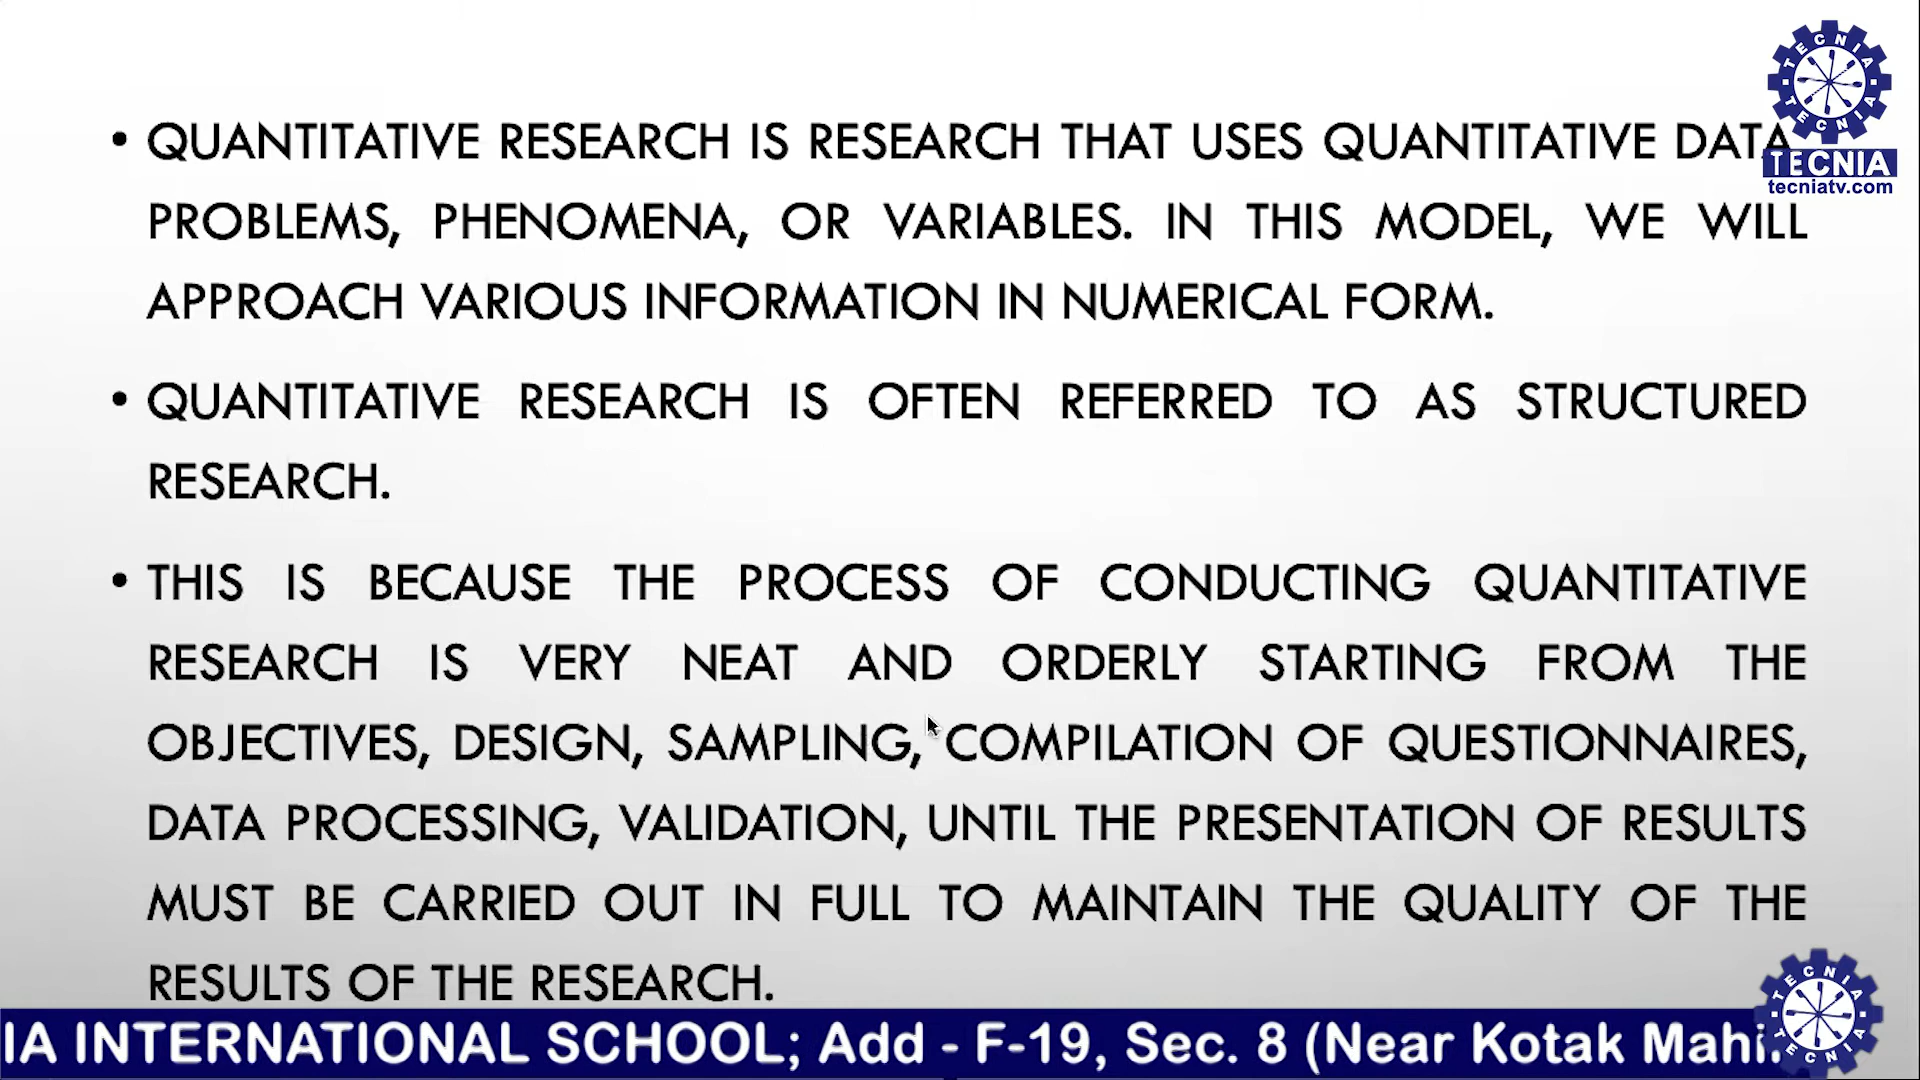 TECNIA
TECNIA
TECNIA
tecniatv.com
• QUANTITATIVE RESEARCH IS RESEARCH THAT USES QUANTITATIVE DATA
PROBLEMS, PHENOMENA, OR VARIABLES. IN THIS MODEL, WE WILL
APPROACH VARIOUS INFORMATION IN NUMERICAL FORM.
• QUANTITATIVE RESEARCH IS OFTEN REFERRED TO AS STRUCTURED
RESEARCH.
• THIS IS BECAUSE THE PROCESS OF CONDUCTING QUANTITATIVE
RESEARCH IS VERY NEAT AND ORDERLY STARTING FROM THE
OBJECTIVES, DESIGN, SAMPLING, COMPILATION OF QUESTIONNAIRES,
DATA PROCESSING, VALIDATION, UNTIL THE PRESENTATION OF RESULTS
MUST BE CARRIED OUT IN FULL TO MAINTAIN THE QUALITY OF THE
RESULTS OF THE RESEARCH.
IA INTERNATIONAL SCHOOL; Add - F-19, Sec. 8 (Near Kotak Mahi
TECNIA
TECNIA